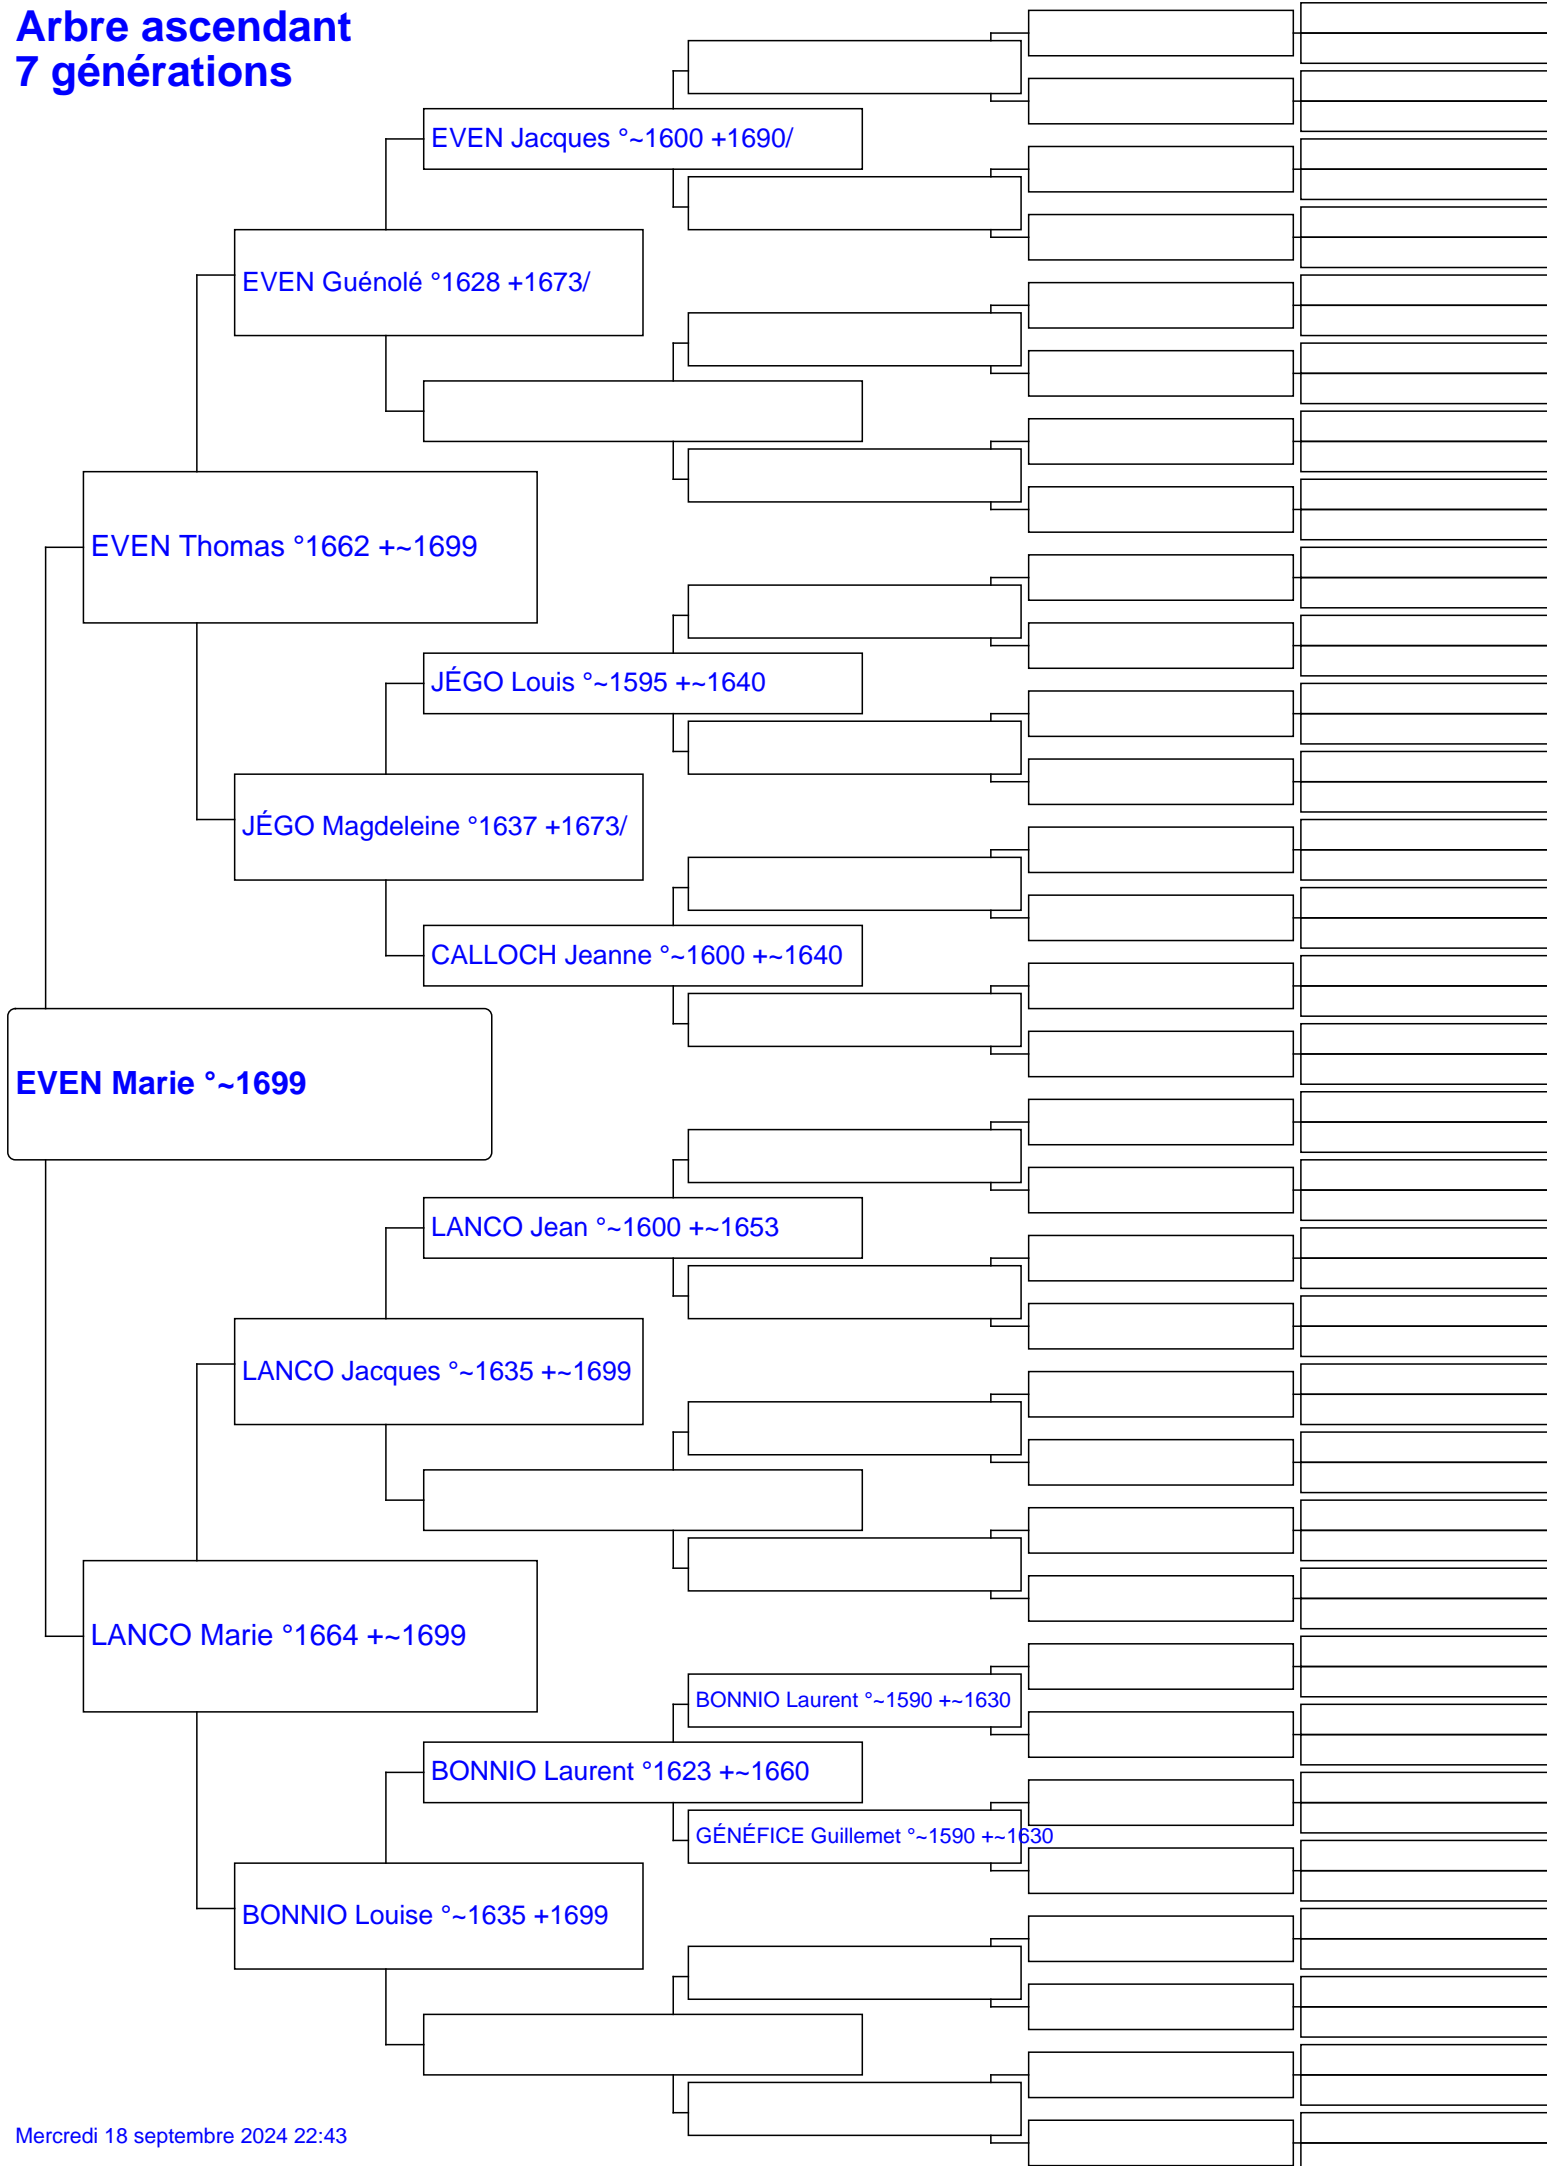 Arbre ascendant
7 générations
EVEN Jacques °~1600 +1690/
EVEN Guénolé °1628 +1673/
EVEN Thomas °1662 +~1699
JÉGO Louis °~1595 +~1640
JÉGO Magdeleine °1637 +1673/
CALLOCH Jeanne °~1600 +~1640
EVEN Marie °~1699
LANCO Jean °~1600 +~1653
LANCO Jacques °~1635 +~1699
LANCO Marie °1664 +~1699
BONNIO Laurent °~1590 +~1630
BONNIO Laurent °1623 +~1660
GÉNÉFICE Guillemet °~1590 +~1630
BONNIO Louise °~1635 +1699
Mercredi 18 septembre 2024 22:43